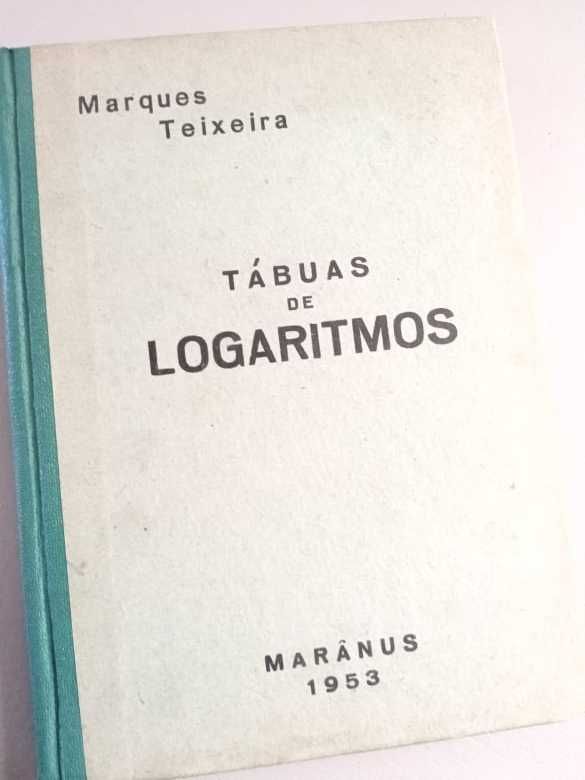 Marques
Teixeira
TÁBUAS
DE
LOGARITMOS
MARÂNUS
1953